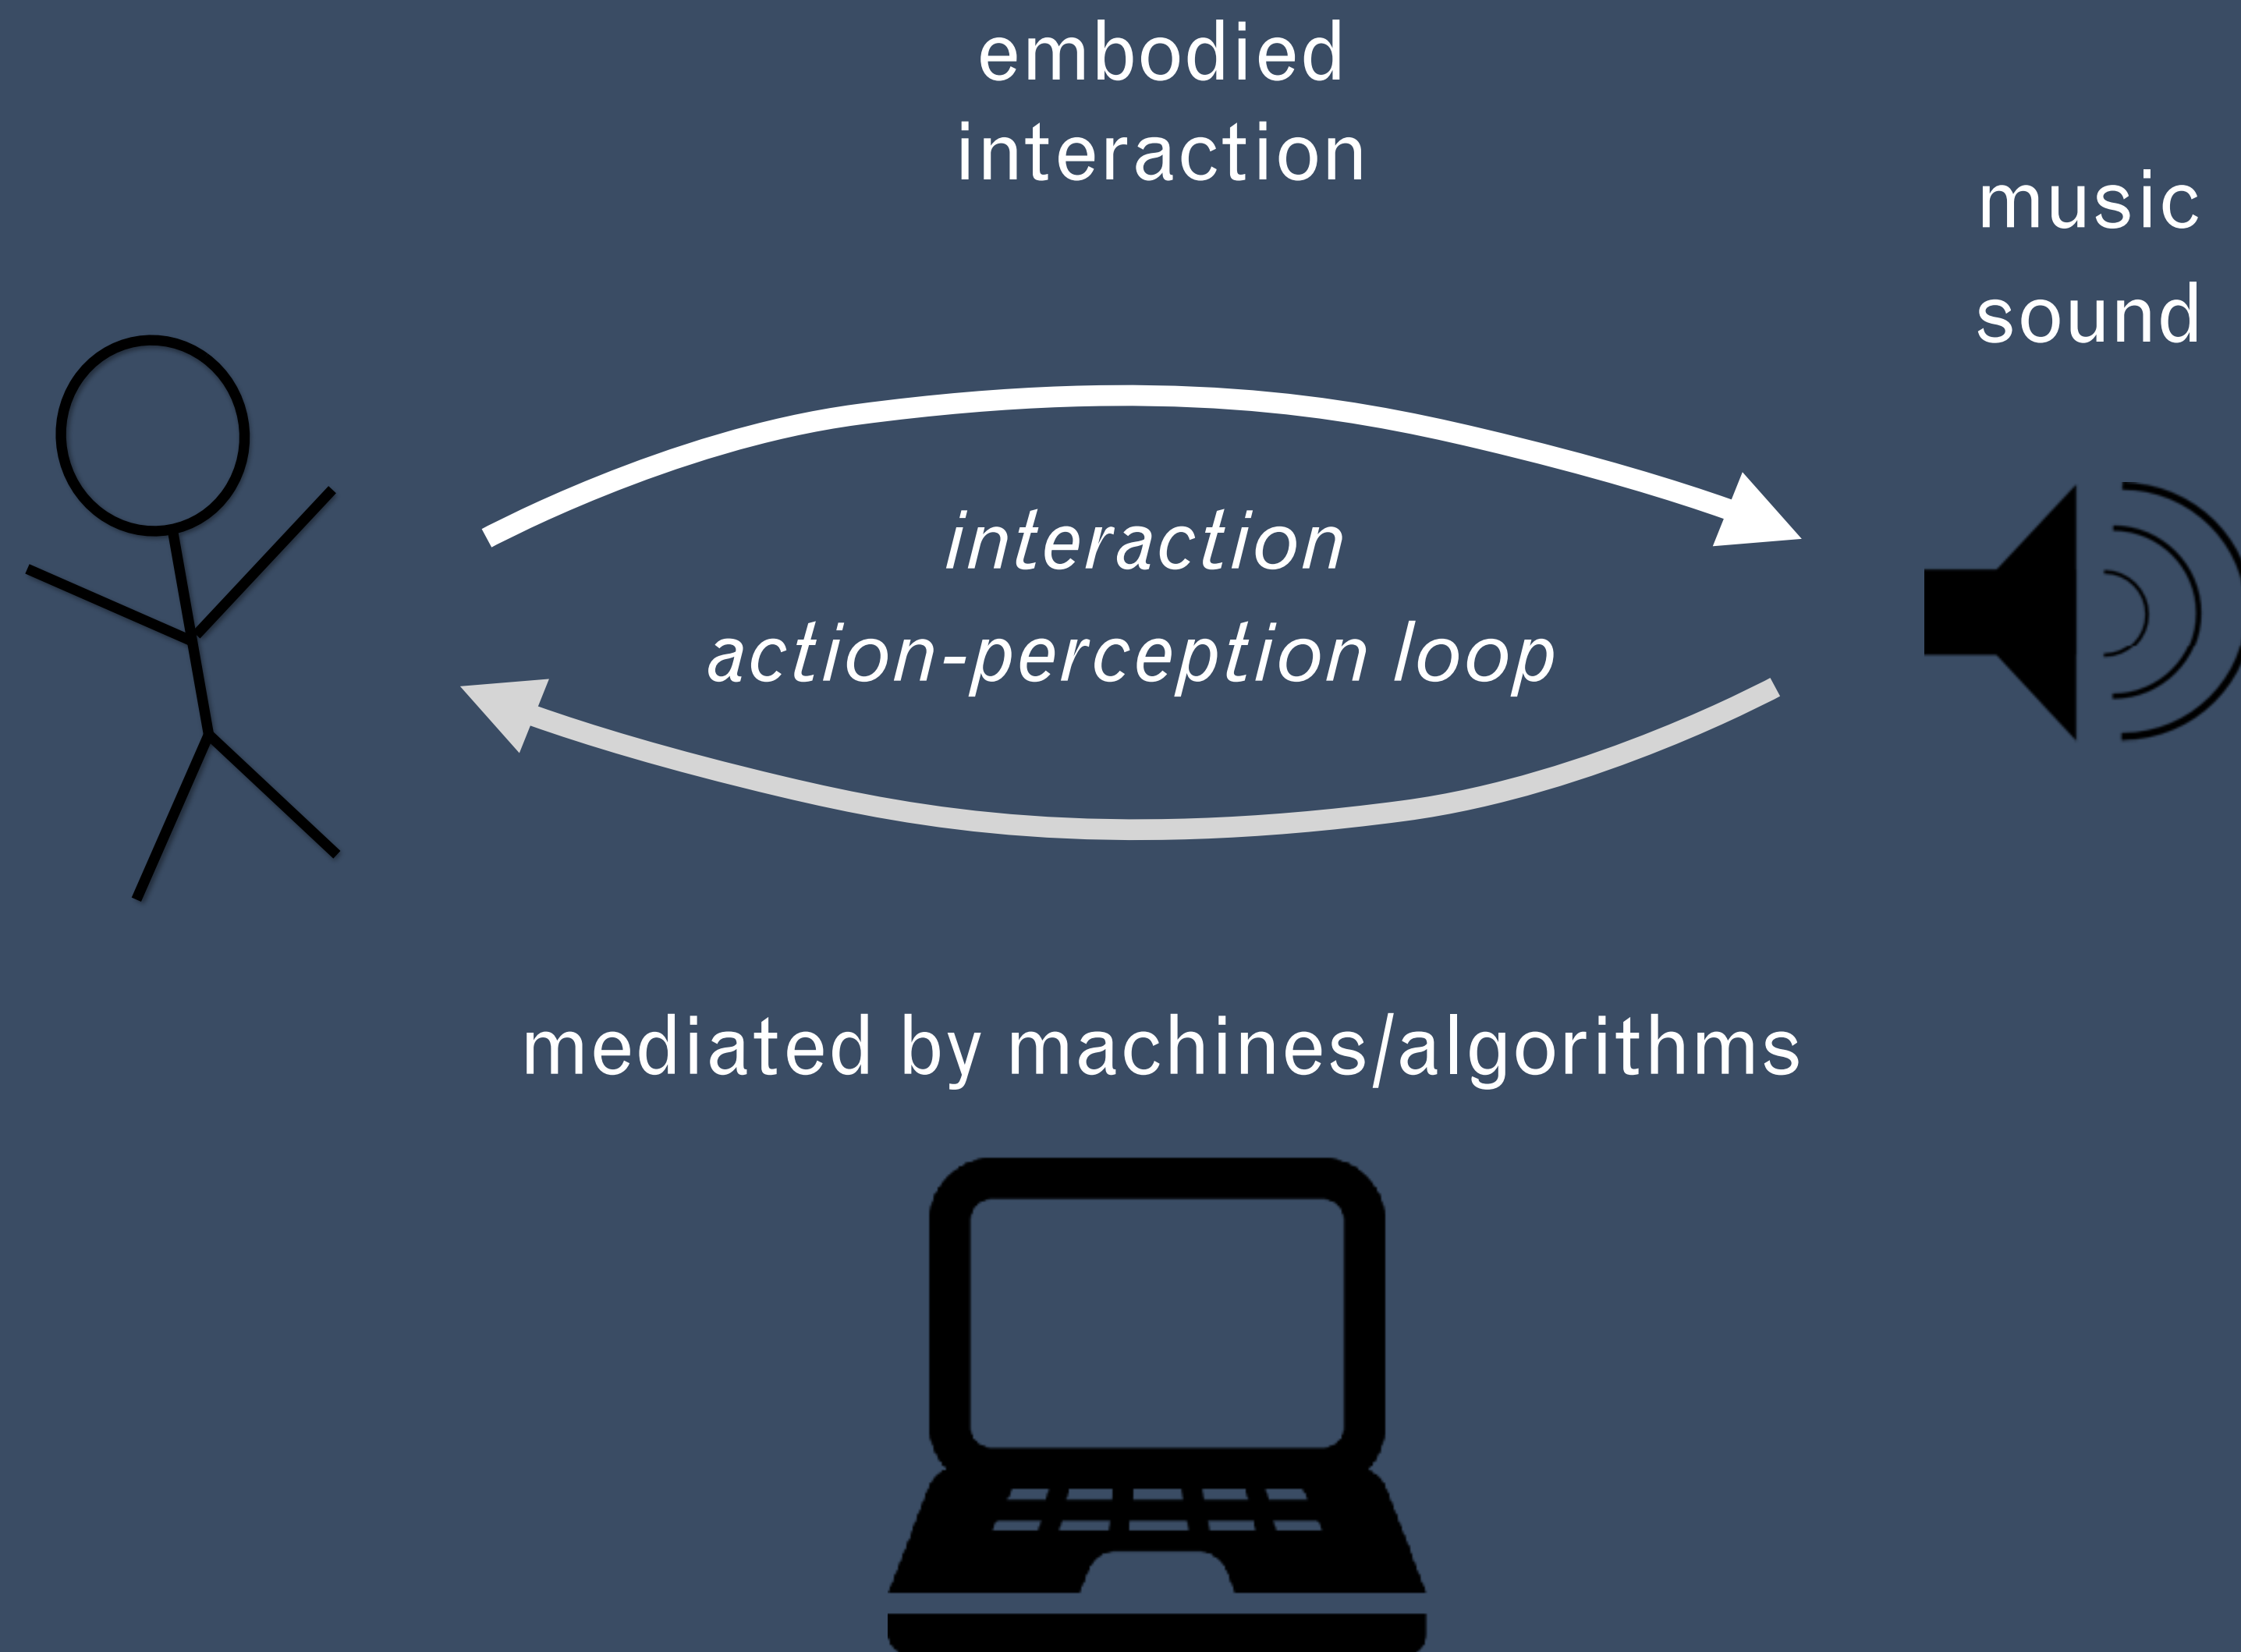 embodied
interaction
music
sound
interaction
action-perception loop
mediated by machines/algorithms